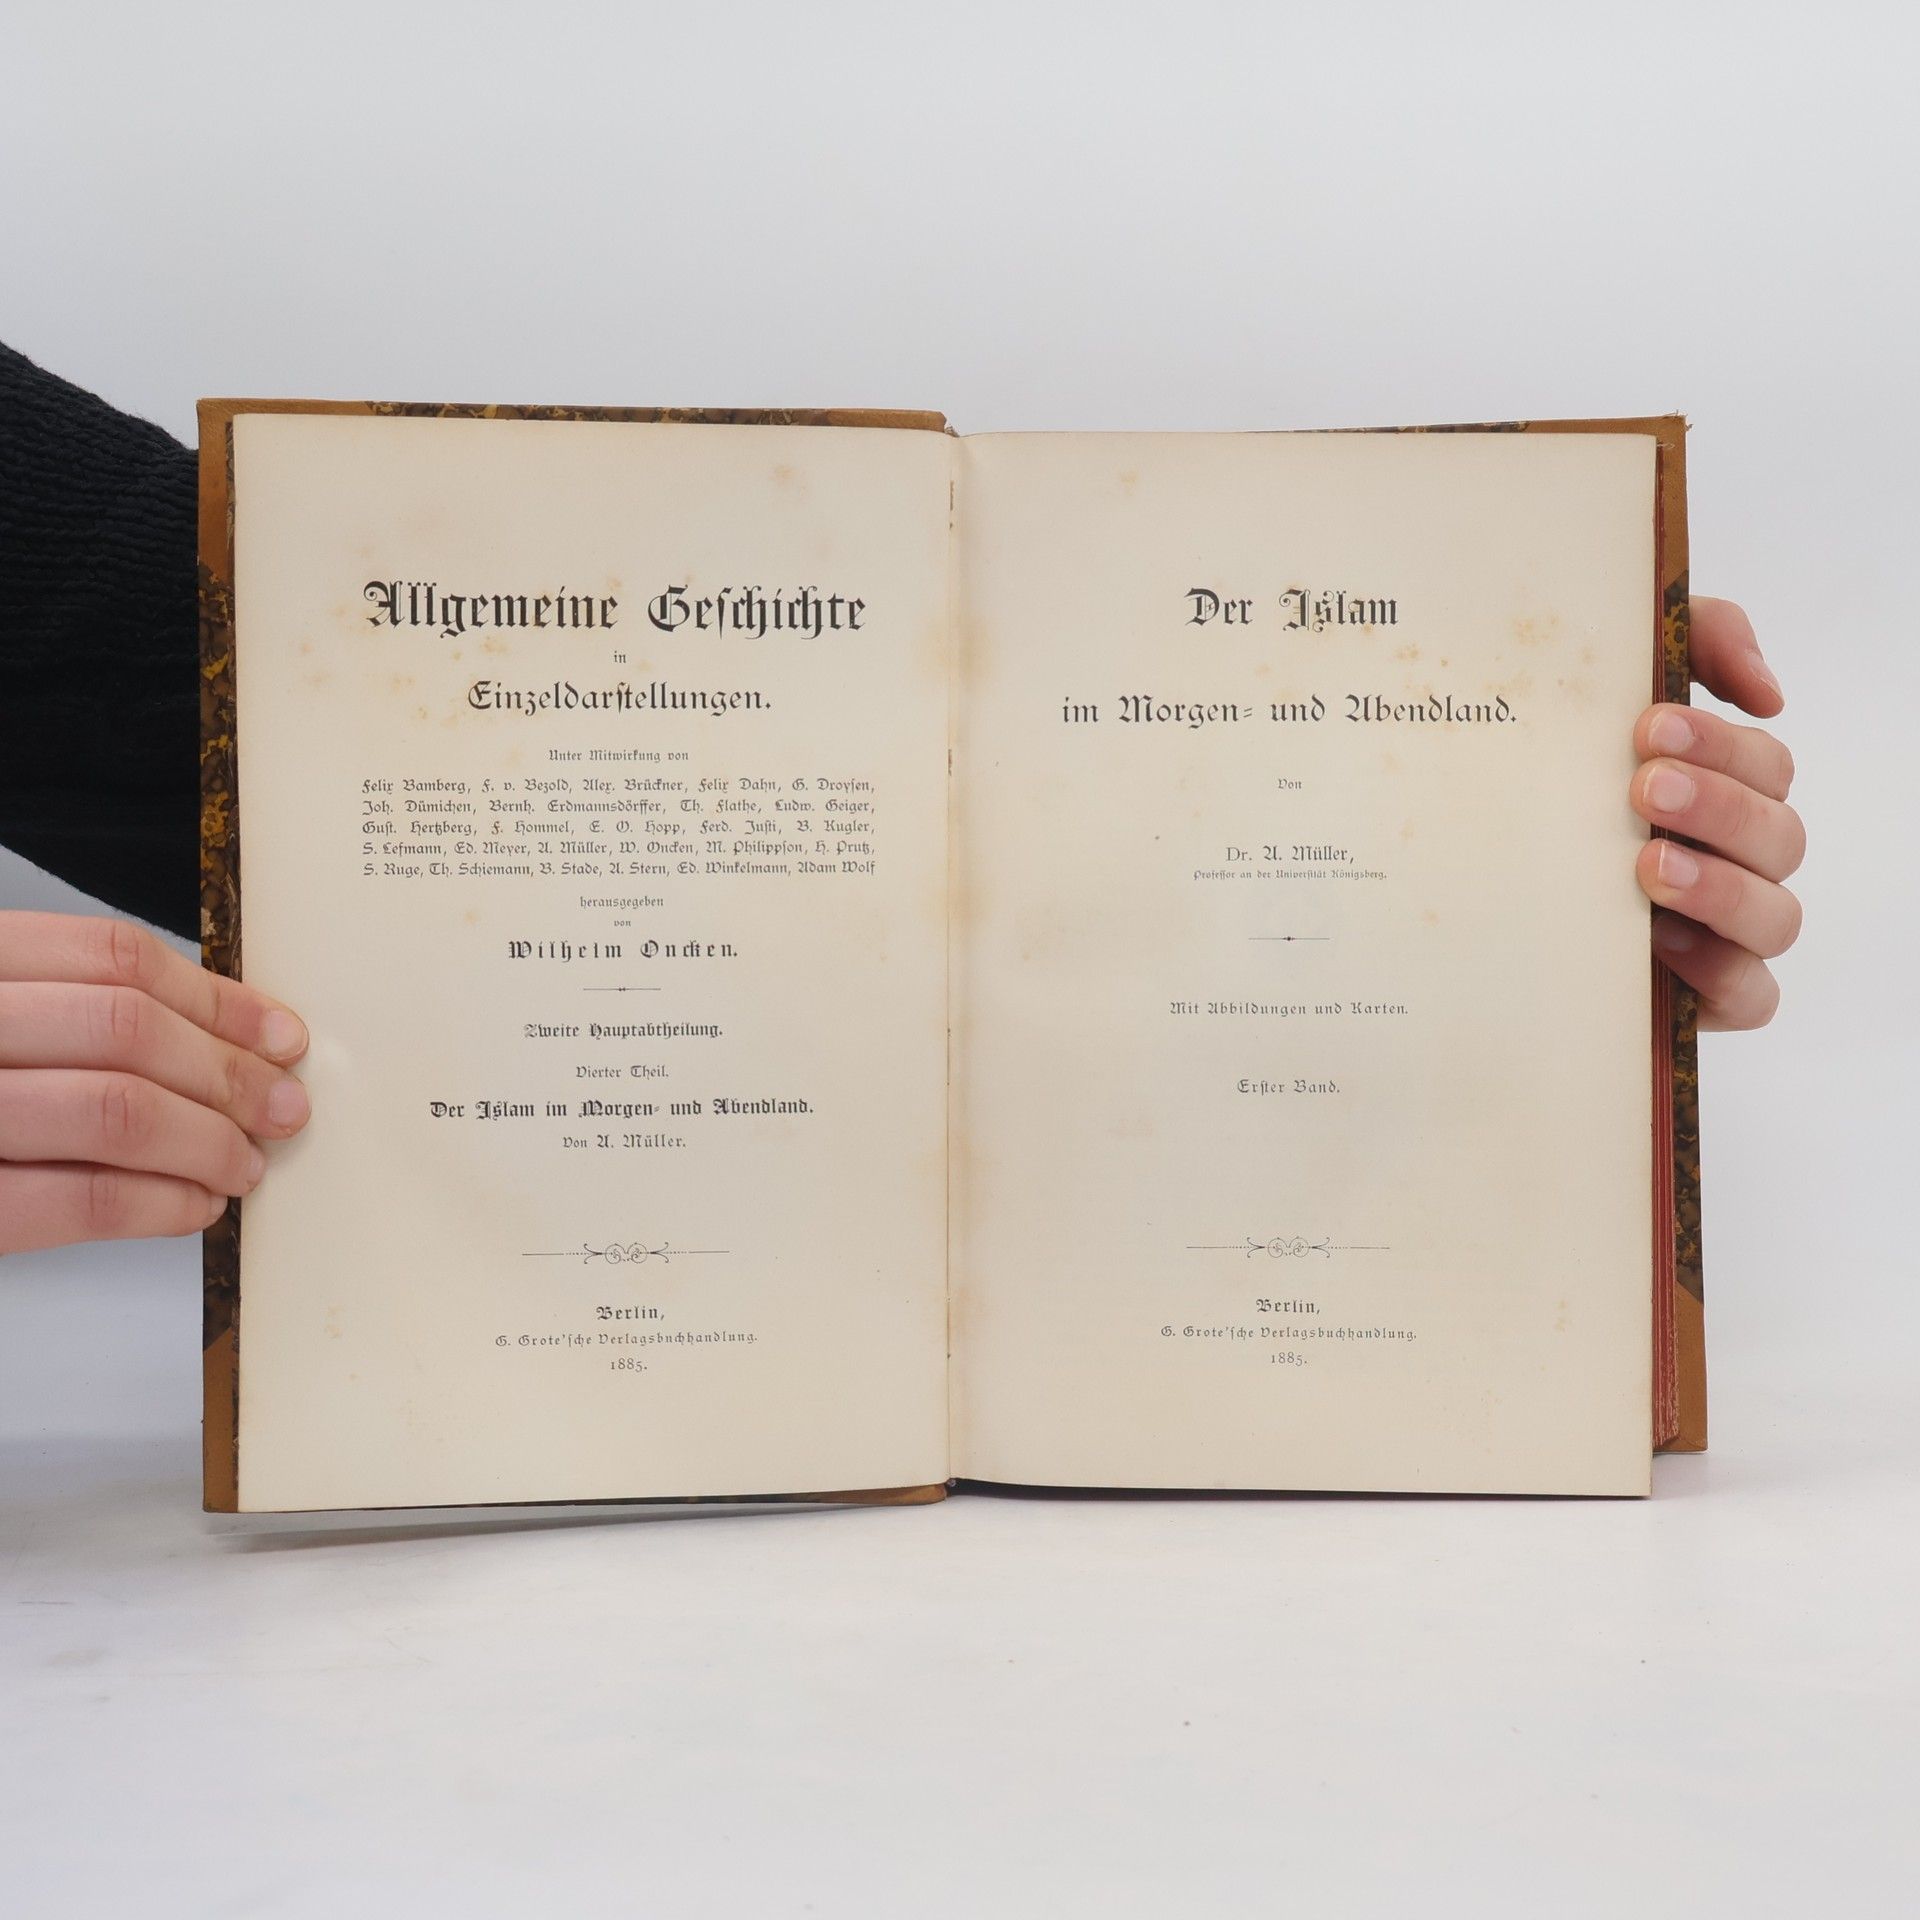 Allgemeine Geschichte
in
Einzeldarstellungen.
Unter Mitwirkung von
Felix Bamberg, F. v. Bezold, Alex. Brückner, Felix Dahn, G. Droysen,
Joh. Dümichen, Bernh. Erdmannsdörffer, Th. Flathe, Ludw. Geiger,
Gust. Hertzberg, F. Hommel, E. O. Hopp, Ferd. Justi, B. Kugler,
S. Lefmann, Ed. Meyer, A. Müller, W. Oncken, M. Philippson, H. Prutz,
S. Ruge, Th. Schiemann, B. Stade, A. Stern, Ed. Winkelmann, Adam Wolf
herausgegeben
von
Wilhelm Oncken.
Zweite Hauptabtheilung.
Vierter Theil.
Der Islam im Morgen- und Abendland.
Von A. Müller.
Berlin,
G. Grote'sche Verlagsbuchhandlung.
1885.
Der Islam
im Morgen- und Abendland.
Von
Dr. A. Müller,
Professor an der Universität Königsberg.
Mit Abbildungen und Karten.
Erster Band.
Berlin,
G. Grote'sche Verlagsbuchhandlung.
1885.